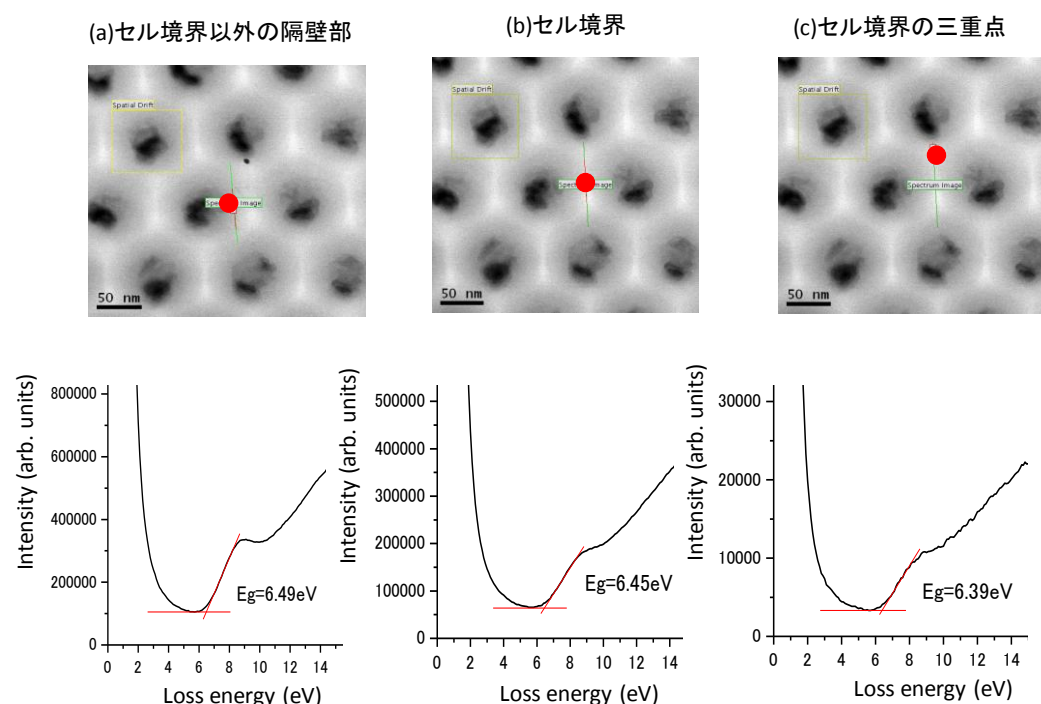 (a)セル境界以外の隔壁部
(b)セル境界
(c)セル境界の三重点
Spatial Drift
50 nm
Spatial Drift
Spectrum Image
50 nm
Spatial Drift
Spectrum Image
50 nm
Intensity (arb. units)
800000
600000
400000
200000
0
Eg=6.49eV
0 2 4 6 8 10 12 14
Loss energy (eV)
Intensity (arb. units)
500000
400000
300000
200000
100000
0
Eg=6.45eV
0 2 4 6 8 10 12 14
Loss energy (eV)
Intensity (arb. units)
30000
20000
10000
0
Eg=6.39eV
0 2 4 6 8 10 12 14
Loss energy (eV)